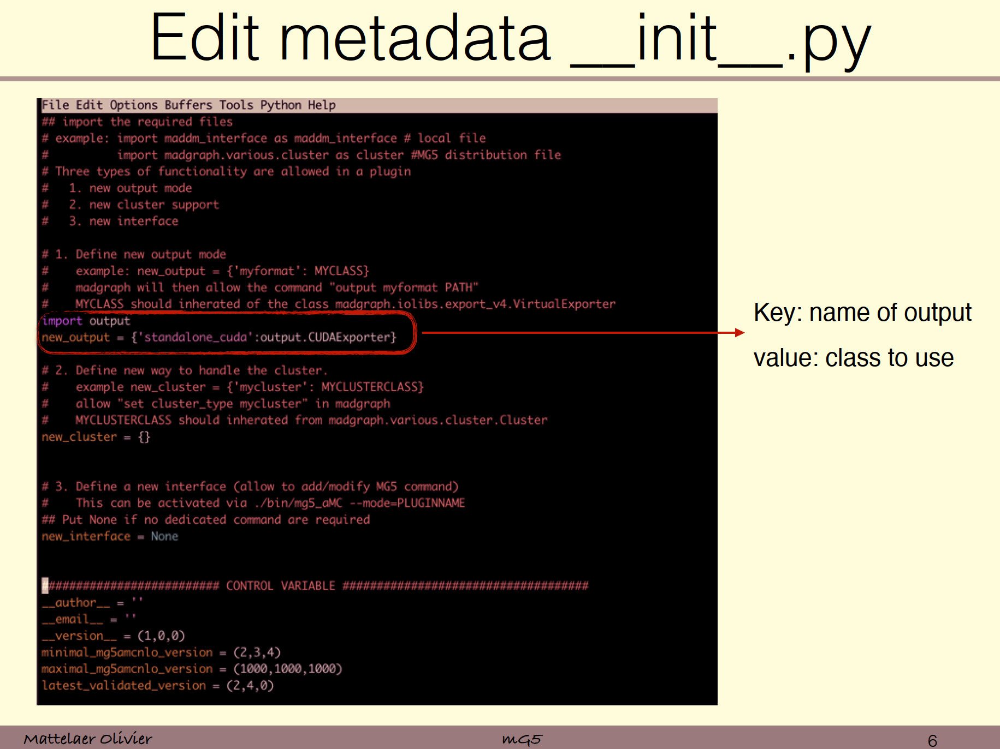 Edit metadata __init__.py
File Edit Options Buffers Tools Python Help
## import the required files
# example: import maddm_interface as maddm_interface # local file
#          import madgraph.various.cluster as cluster #MG5 distribution file
# Three types of functionality are allowed in a plugin
#   1. new output mode
#   2. new cluster support
#   3. new interface
# 1. Define new output mode
#    example: new_output = {'myformat': MYCLASS}
#    madgraph will then allow the command "output myformat PATH"
#    MYCLASS should inherated of the class madgraph.iolibs.export_v4.VirtualExporter
import output
new_output = {'standalone_cuda':output.CUDAExporter}
Key: name of output
value: class to use
# 2. Define new way to handle the cluster.
#    example new_cluster = {'mycluster': MYCLUSTERCLASS}
#    allow "set cluster_type mycluster" in madgraph
#    MYCLUSTERCLASS should inherated from madgraph.various.cluster.Cluster
new_cluster = {}
# 3. Define a new interface (allow to add/modify MG5 command)
#    This can be activated via ./bin/mg5_aMC --mode=PLUGINNAME
## Put None if no dedicated command are required
new_interface = None
########################## CONTROL VARIABLE ####################################
__author__ = ''
__email__ = ''
__version__ = (1,0,0)
minimal_mg5amcnlo_version = (2,3,4)
maximal_mg5amcnlo_version = (1000,1000,1000)
latest_validated_version = (2,4,0)
Mattelaer Olivier
mG5
6